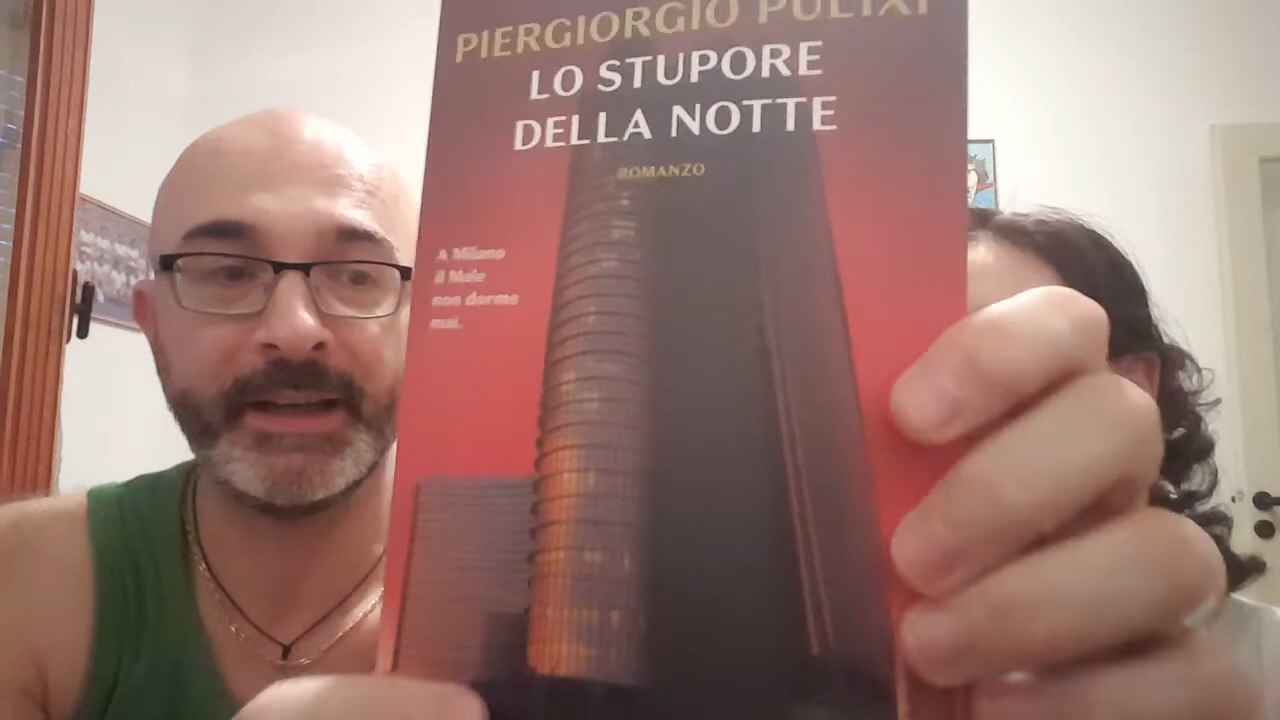 PIERGIORGIO PULIXI
LO STUPORE
DELLA NOTTE
ROMANZO
A Milano
il Male
non dorme
mai.